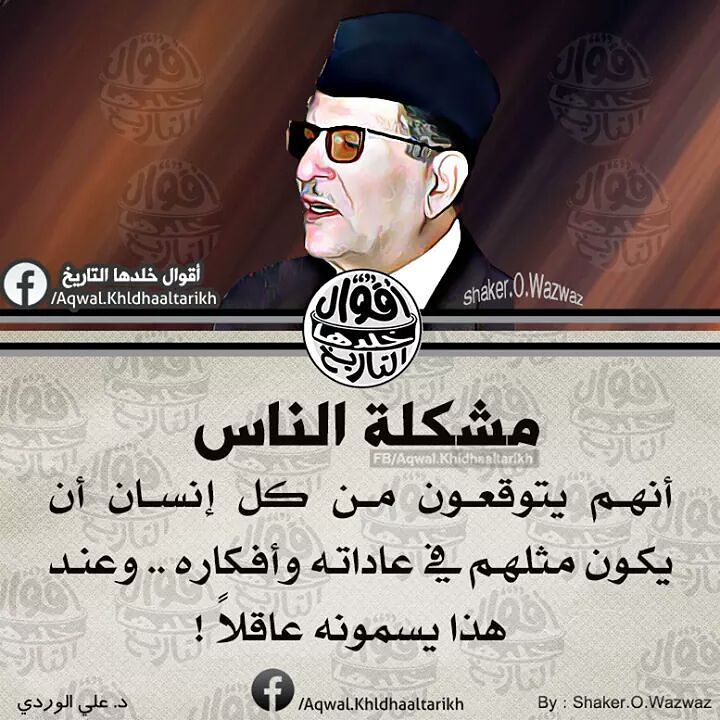 أقوال خلدها التاريخ
/Aqwal.Khldhaaltarikh
Shaker.O.Wazwaz
أقوال
خلدها
التاريخ
مشكلة الناس
FB/Aqwal.Khldhaaltarikh
أنهم يتوقعون من كل إنسان أن
يكون مثلهم في عاداته وأفكاره .. وعند
هذا يسمونه عاقلاً !
د. علي الوردي
/Aqwal.Khldhaaltarikh
By : Shaker.O.Wazwaz